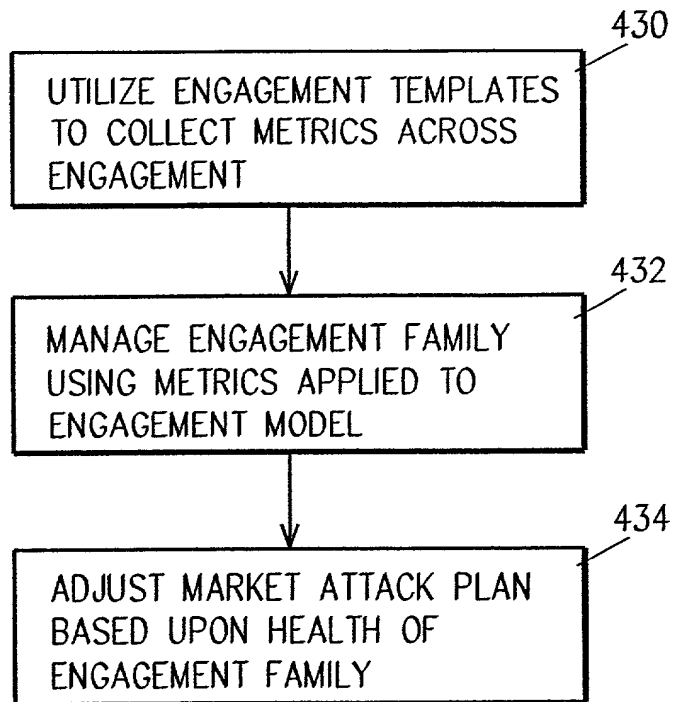 430
UTILIZE ENGAGEMENT TEMPLATES
TO COLLECT METRICS ACROSS
ENGAGEMENT
432
MANAGE ENGAGEMENT FAMILY
USING METRICS APPLIED TO
ENGAGEMENT MODEL
434
ADJUST MARKET ATTACK PLAN
BASED UPON HEALTH OF
ENGAGEMENT FAMILY